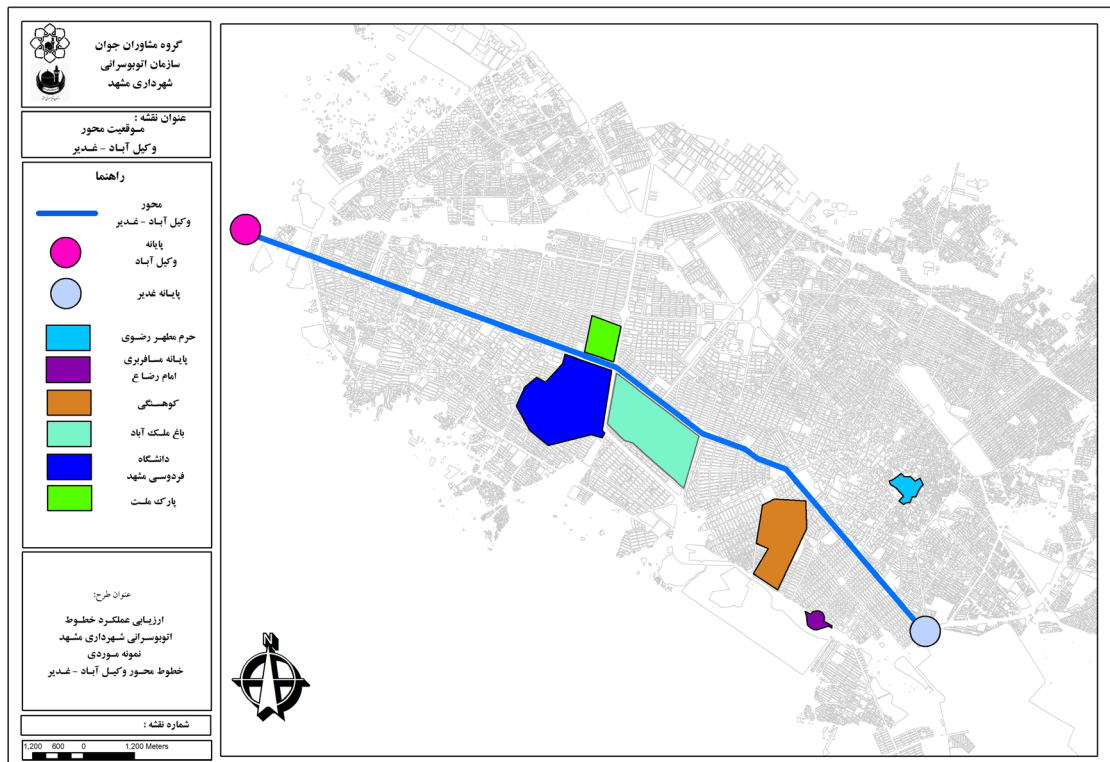 گروه مشاوران جوان
سازمان اتوبوسرانی
شهرداری مشهد
عنوان نقشه :
موقعیت محور
وکیل آباد - غدیر
راهنما
محور
وکیل آباد - غدیر
پایانه
وکیل آباد
پایانه غدیر
حرم مطهر رضوی
پایانه مسافربری
امام رضا ع
کوهسنگی
باغ ملک آباد
دانشگاه
فردوسی مشهد
پارک ملت
عنوان طرح:
ارزیابی عملکرد خطوط
اتوبوسرانی شهرداری مشهد
نمونه موردی
خطوط محور وکیل آباد - غدیر
N
شماره نقشه :
1,200 600 0 1,200 Meters